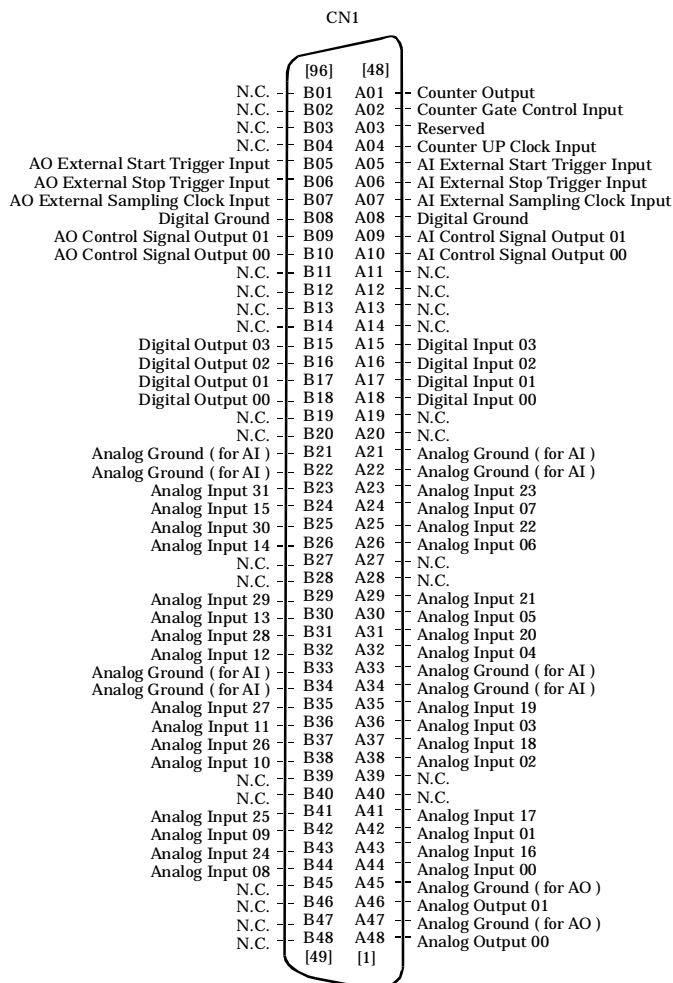 CN1
[96] [48]
N.C. B01 A01 Counter Output
N.C. B02 A02 Counter Gate Control Input
N.C. B03 A03 Reserved
N.C. B04 A04 Counter UP Clock Input
AO External Start Trigger Input B05 A05 AI External Start Trigger Input
AO External Stop Trigger Input B06 A06 AI External Stop Trigger Input
AO External Sampling Clock Input B07 A07 AI External Sampling Clock Input
Digital Ground B08 A08 Digital Ground
AO Control Signal Output 01 B09 A09 AI Control Signal Output 01
AO Control Signal Output 00 B10 A10 AI Control Signal Output 00
N.C. B11 A11 N.C.
N.C. B12 A12 N.C.
N.C. B13 A13 N.C.
N.C. B14 A14 N.C.
Digital Output 03 B15 A15 Digital Input 03
Digital Output 02 B16 A16 Digital Input 02
Digital Output 01 B17 A17 Digital Input 01
Digital Output 00 B18 A18 Digital Input 00
N.C. B19 A19 N.C.
N.C. B20 A20 N.C.
Analog Ground ( for AI ) B21 A21 Analog Ground ( for AI )
Analog Ground ( for AI ) B22 A22 Analog Ground ( for AI )
Analog Input 31 B23 A23 Analog Input 23
Analog Input 15 B24 A24 Analog Input 07
Analog Input 30 B25 A25 Analog Input 22
Analog Input 14 B26 A26 Analog Input 06
N.C. B27 A27 N.C.
N.C. B28 A28 N.C.
Analog Input 29 B29 A29 Analog Input 21
Analog Input 13 B30 A30 Analog Input 05
Analog Input 28 B31 A31 Analog Input 20
Analog Input 12 B32 A32 Analog Input 04
Analog Ground ( for AI ) B33 A33 Analog Ground ( for AI )
Analog Ground ( for AI ) B34 A34 Analog Ground ( for AI )
Analog Input 27 B35 A35 Analog Input 19
Analog Input 11 B36 A36 Analog Input 03
Analog Input 26 B37 A37 Analog Input 18
Analog Input 10 B38 A38 Analog Input 02
N.C. B39 A39 N.C.
N.C. B40 A40 N.C.
Analog Input 25 B41 A41 Analog Input 17
Analog Input 09 B42 A42 Analog Input 01
Analog Input 24 B43 A43 Analog Input 16
Analog Input 08 B44 A44 Analog Input 00
N.C. B45 A45 Analog Ground ( for AO )
N.C. B46 A46 Analog Output 01
N.C. B47 A47 Analog Ground ( for AO )
N.C. B48 A48 Analog Output 00
[49] [1]